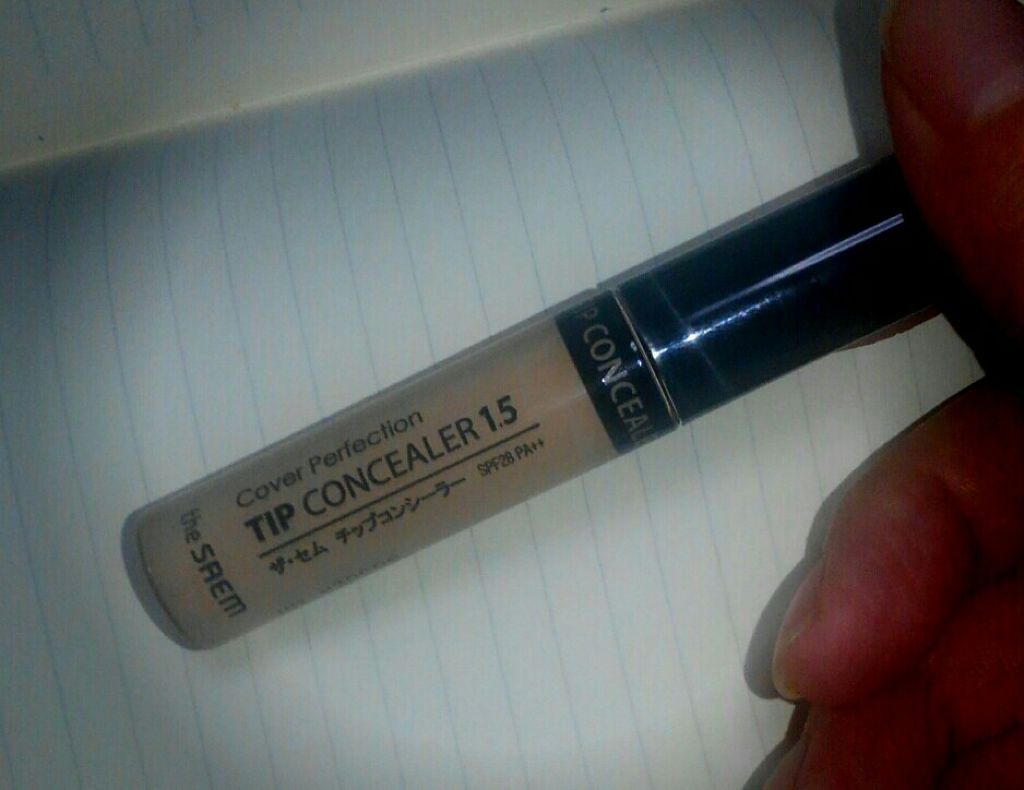 Cover Perfection
TIP CONCEALER 1.5
ザ・セム チップコンシーラー SPF28 PA++
the SAEM
P CONCEAL